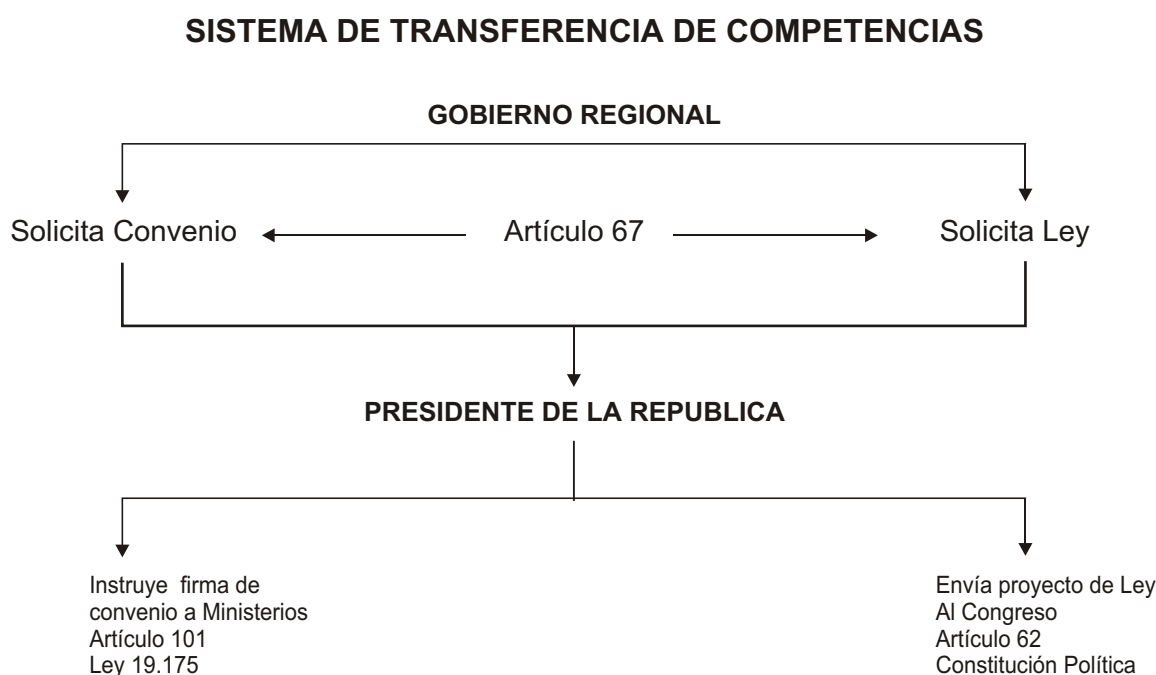 SISTEMA DE TRANSFERENCIA DE COMPETENCIAS
GOBIERNO REGIONAL
Solicita Convenio
Artículo 67
Solicita Ley
PRESIDENTE DE LA REPUBLICA
Instruye firma de
convenio a Ministerios
Artículo 101
Ley 19.175
Envía proyecto de Ley
Al Congreso
Artículo 62
Constitución Política